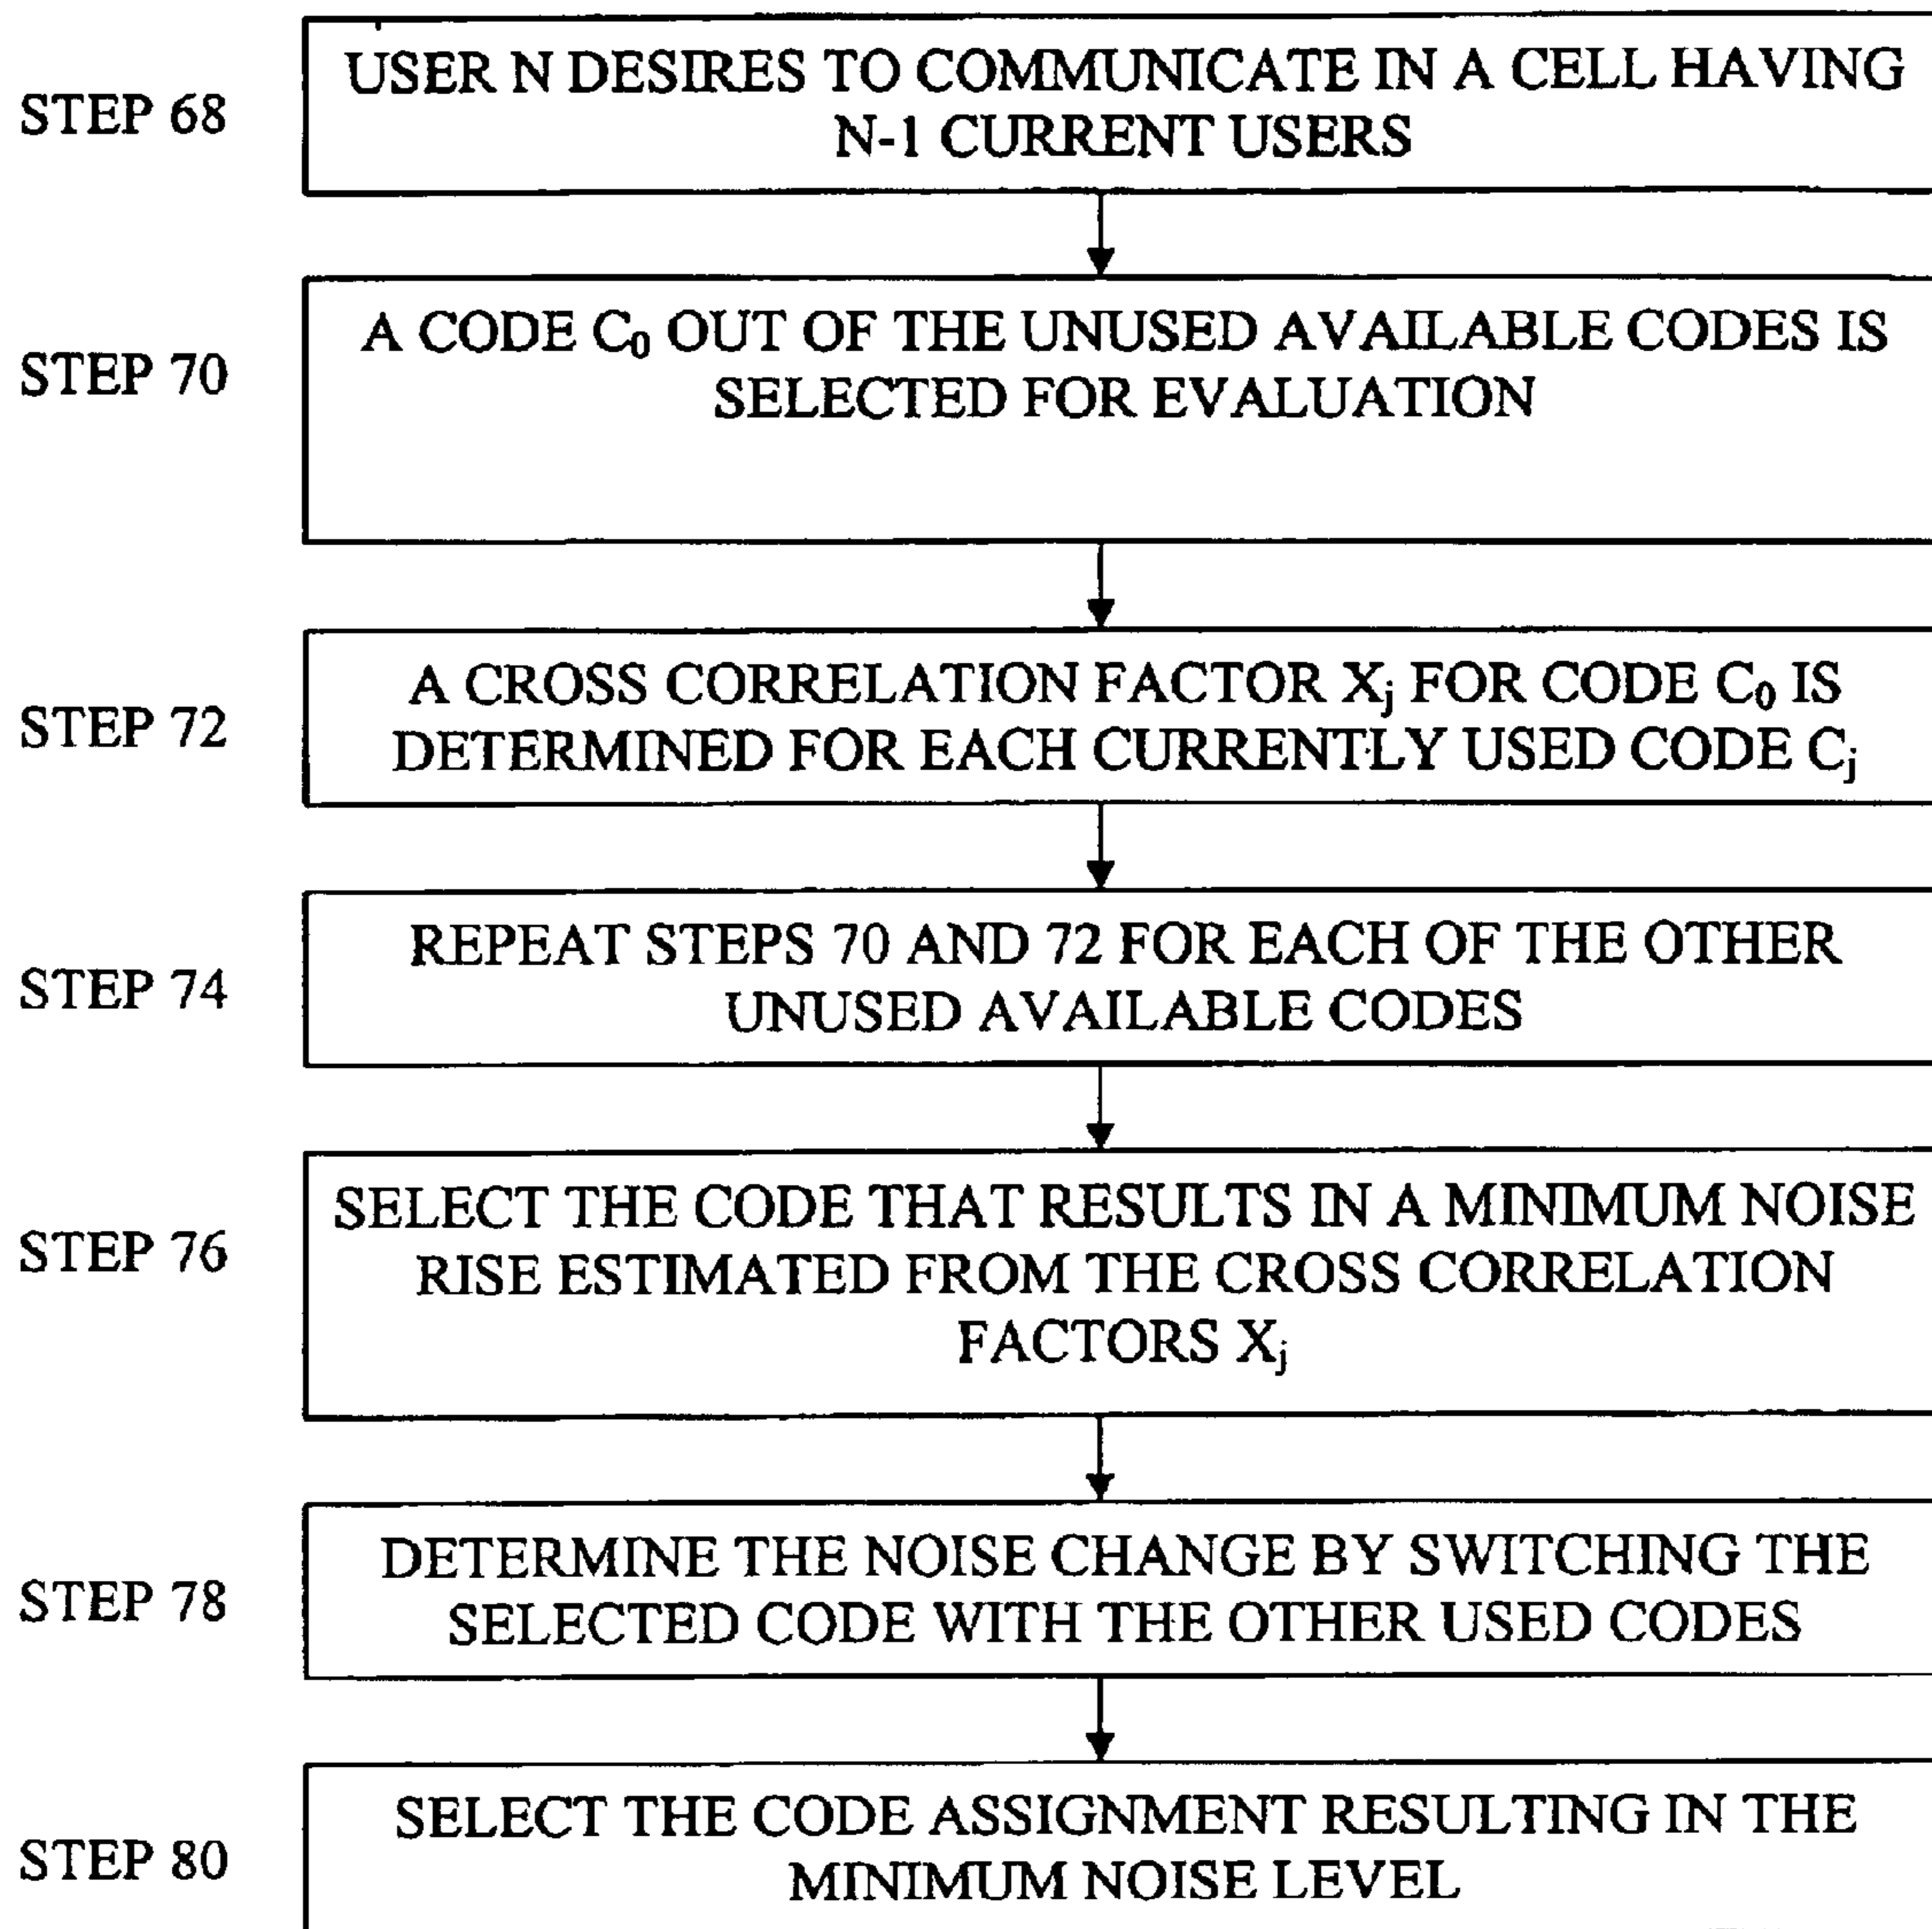 STEP 68
USER N DESIRES TO COMMUNICATE IN A CELL HAVING
N-1 CURRENT USERS
STEP 70
A CODE C₀ OUT OF THE UNUSED AVAILABLE CODES IS
SELECTED FOR EVALUATION
STEP 72
A CROSS CORRELATION FACTOR Xⱼ FOR CODE C₀ IS
DETERMINED FOR EACH CURRENTLY USED CODE Cⱼ
STEP 74
REPEAT STEPS 70 AND 72 FOR EACH OF THE OTHER
UNUSED AVAILABLE CODES
STEP 76
SELECT THE CODE THAT RESULTS IN A MINIMUM NOISE
RISE ESTIMATED FROM THE CROSS CORRELATION
FACTORS Xⱼ
STEP 78
DETERMINE THE NOISE CHANGE BY SWITCHING THE
SELECTED CODE WITH THE OTHER USED CODES
STEP 80
SELECT THE CODE ASSIGNMENT RESULTING IN THE
MINIMUM NOISE LEVEL